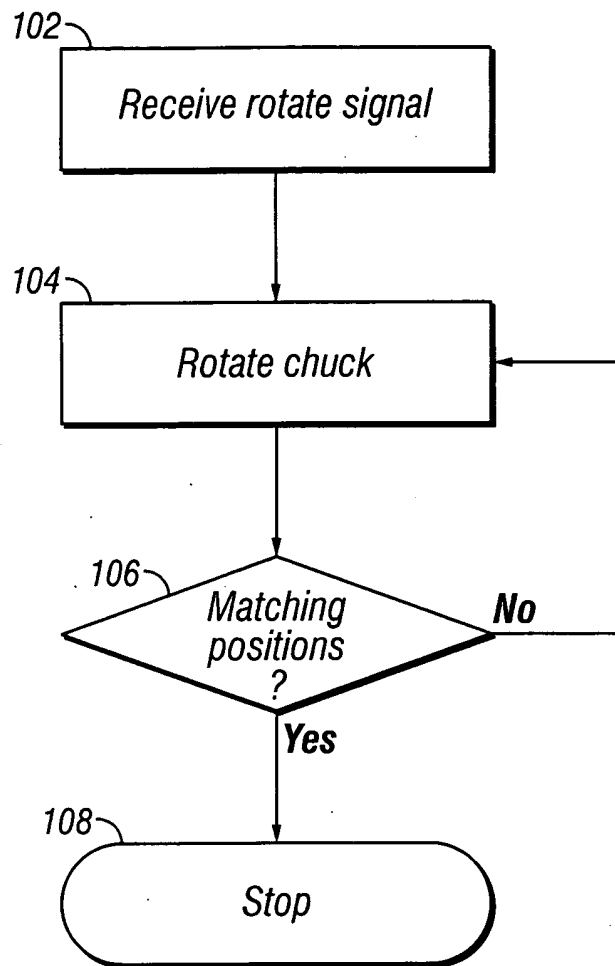 102
Receive rotate signal
104
Rotate chuck
106
Matching
positions
?
No
Yes
108
Stop